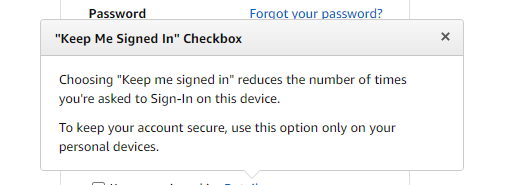 Password Forgot your password?
"Keep Me Signed In" Checkbox
Choosing "Keep me signed in" reduces the number of times
you're asked to Sign-In on this device.
To keep your account secure, use this option only on your
personal devices.